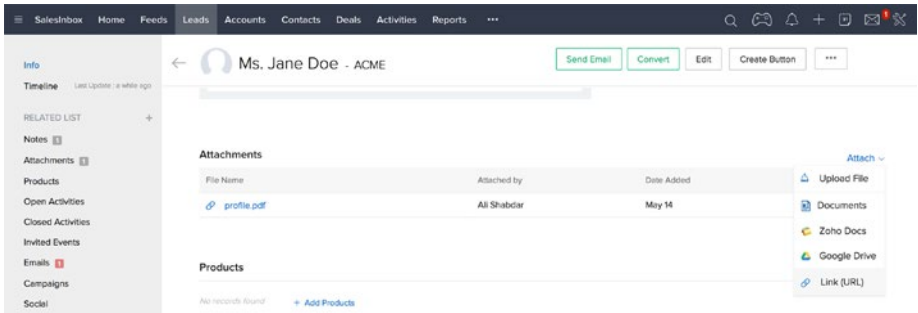 SalesInbox Home Feeds Leads Accounts Contacts Deals Activities Reports •••
Info
Timeline Last Update : a while ago
RELATED LIST +
Notes 1
Attachments 1
Products
Open Activities
Closed Activities
Invited Events
Emails 1
Campaigns
Social
Ms. Jane Doe - ACME
Send Email Convert Edit Create Button •••
Attachments
Attach
File Name Attached by Date Added
profile.pdf Ali Shabdar May 14
Upload File
Documents
Zoho Docs
Google Drive
Link (URL)
Products
No records found + Add Products